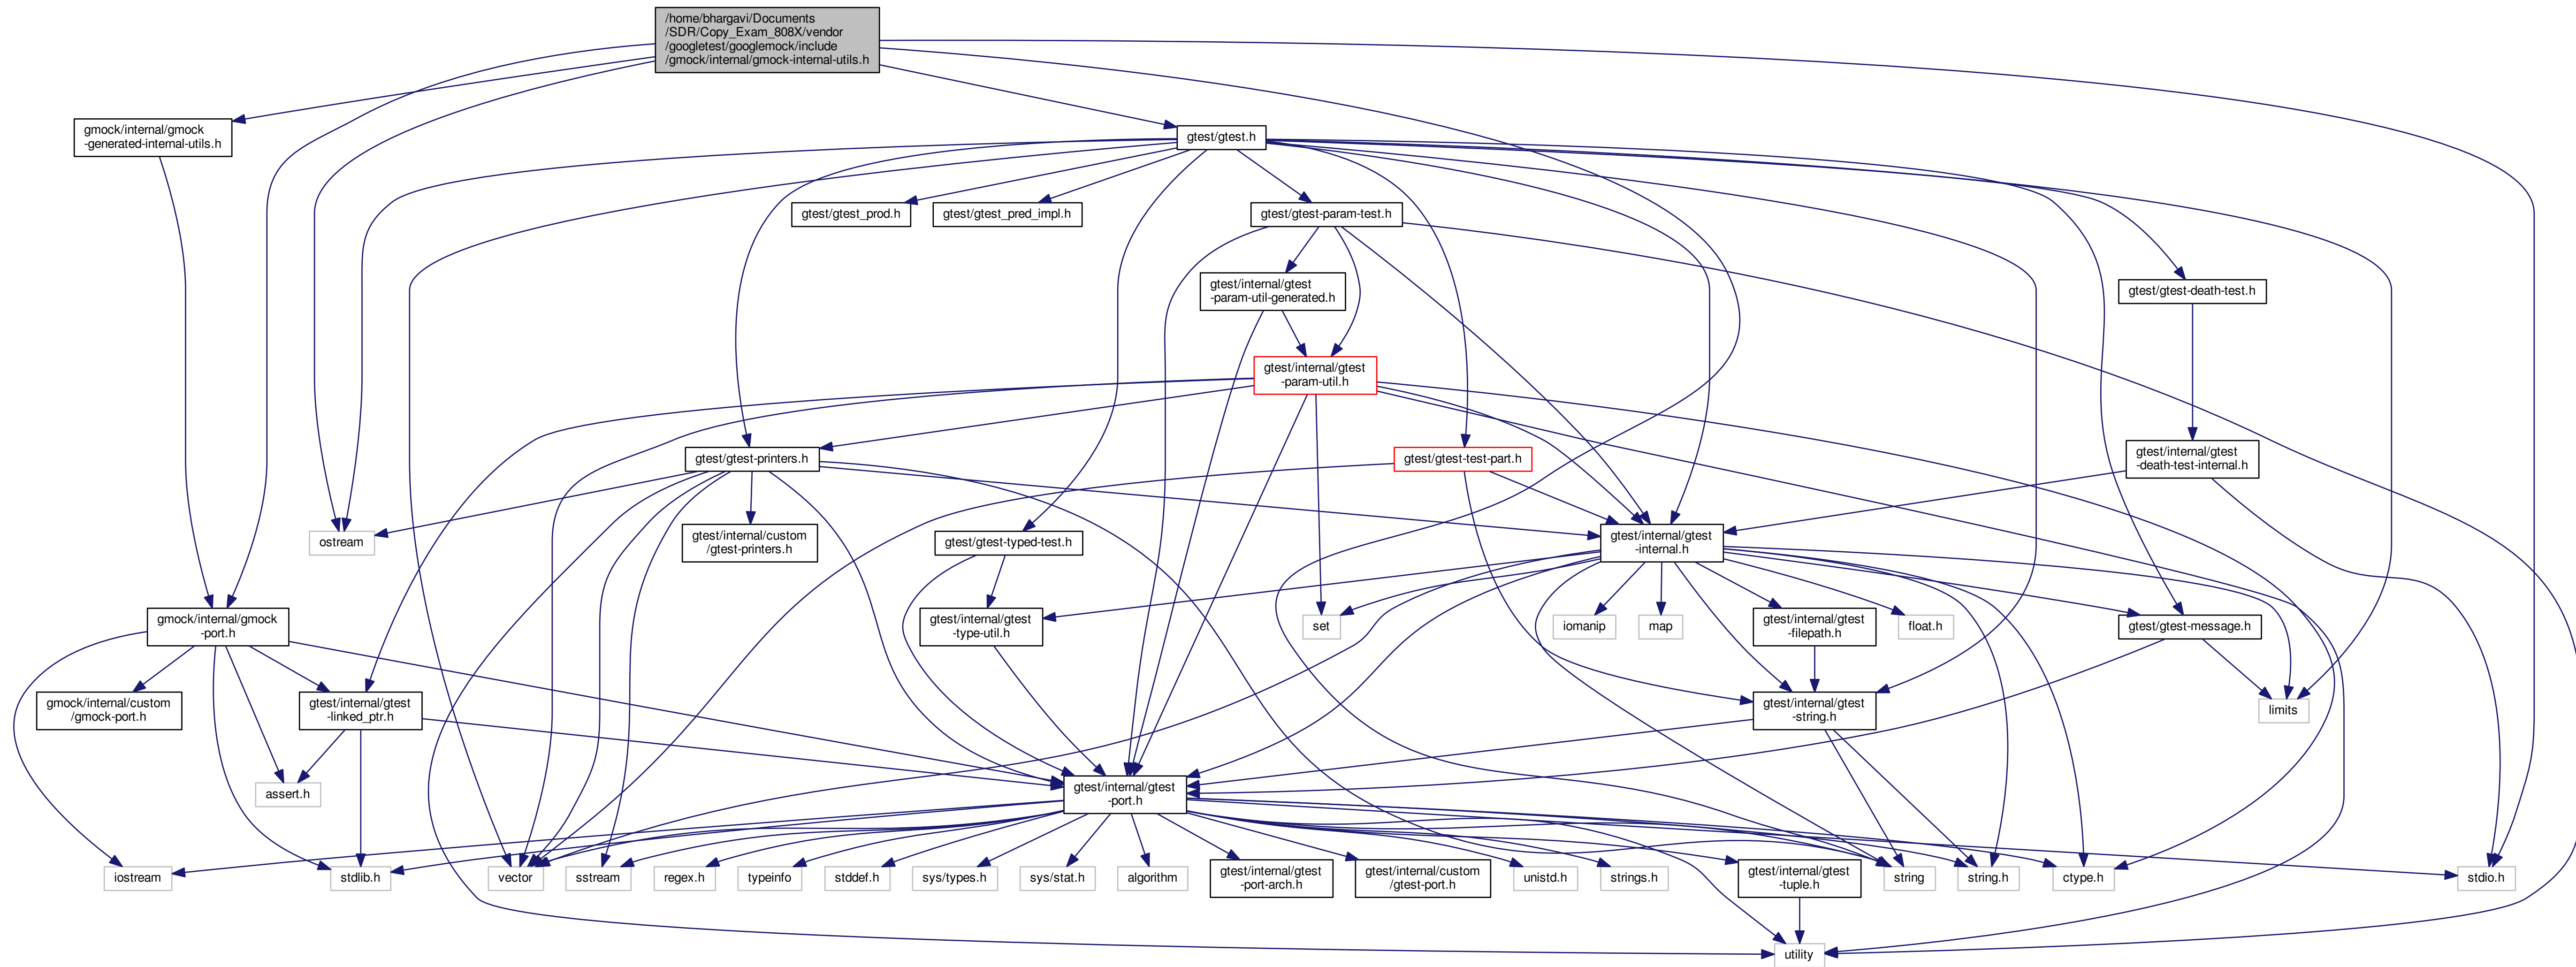 /home/bhargavi/Documents
/SDR/Copy_Exam_808X/vendor
/googletest/googlemock/include
/gmock/internal/gmock-internal-utils.h
gmock/internal/gmock
-generated-internal-utils.h
gtest/gtest.h
gtest/gtest_prod.h
gtest/gtest_pred_impl.h
gtest/gtest-param-test.h
gtest/internal/gtest
-param-util-generated.h
gtest/gtest-death-test.h
gtest/internal/gtest
-param-util.h
gtest/gtest-printers.h
gtest/gtest-test-part.h
gtest/internal/gtest
-death-test-internal.h
ostream
gtest/internal/custom
/gtest-printers.h
gtest/gtest-typed-test.h
gtest/internal/gtest
-internal.h
gmock/internal/gmock
-port.h
gtest/internal/gtest
-type-util.h
set
iomanip
map
gtest/internal/gtest
-filepath.h
float.h
gtest/gtest-message.h
gmock/internal/custom
/gmock-port.h
gtest/internal/gtest
-linked_ptr.h
gtest/internal/gtest
-string.h
limits
assert.h
gtest/internal/gtest
-port.h
iostream
stdlib.h
vector
sstream
regex.h
typeinfo
stddef.h
sys/types.h
sys/stat.h
algorithm
gtest/internal/gtest
-port-arch.h
gtest/internal/custom
/gtest-port.h
unistd.h
strings.h
gtest/internal/gtest
-tuple.h
string
string.h
ctype.h
stdio.h
utility